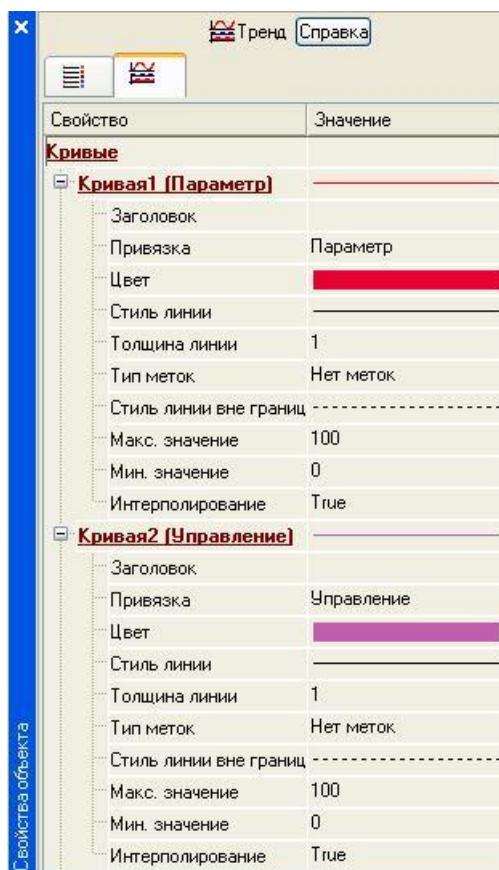 Тренд Справка
Свойство Значение
Кривые
Кривая1 (Параметр)
Заголовок
Привязка Параметр
Цвет
Стиль линии
Толщина линии 1
Тип меток Нет меток
Стиль линии вне границ
Макс. значение 100
Мин. значение 0
Интерполирование True
Кривая2 (Управление)
Заголовок
Привязка Управление
Цвет
Стиль линии
Толщина линии 1
Тип меток Нет меток
Стиль линии вне границ
Макс. значение 100
Мин. значение 0
Интерполирование True
Свойства объекта